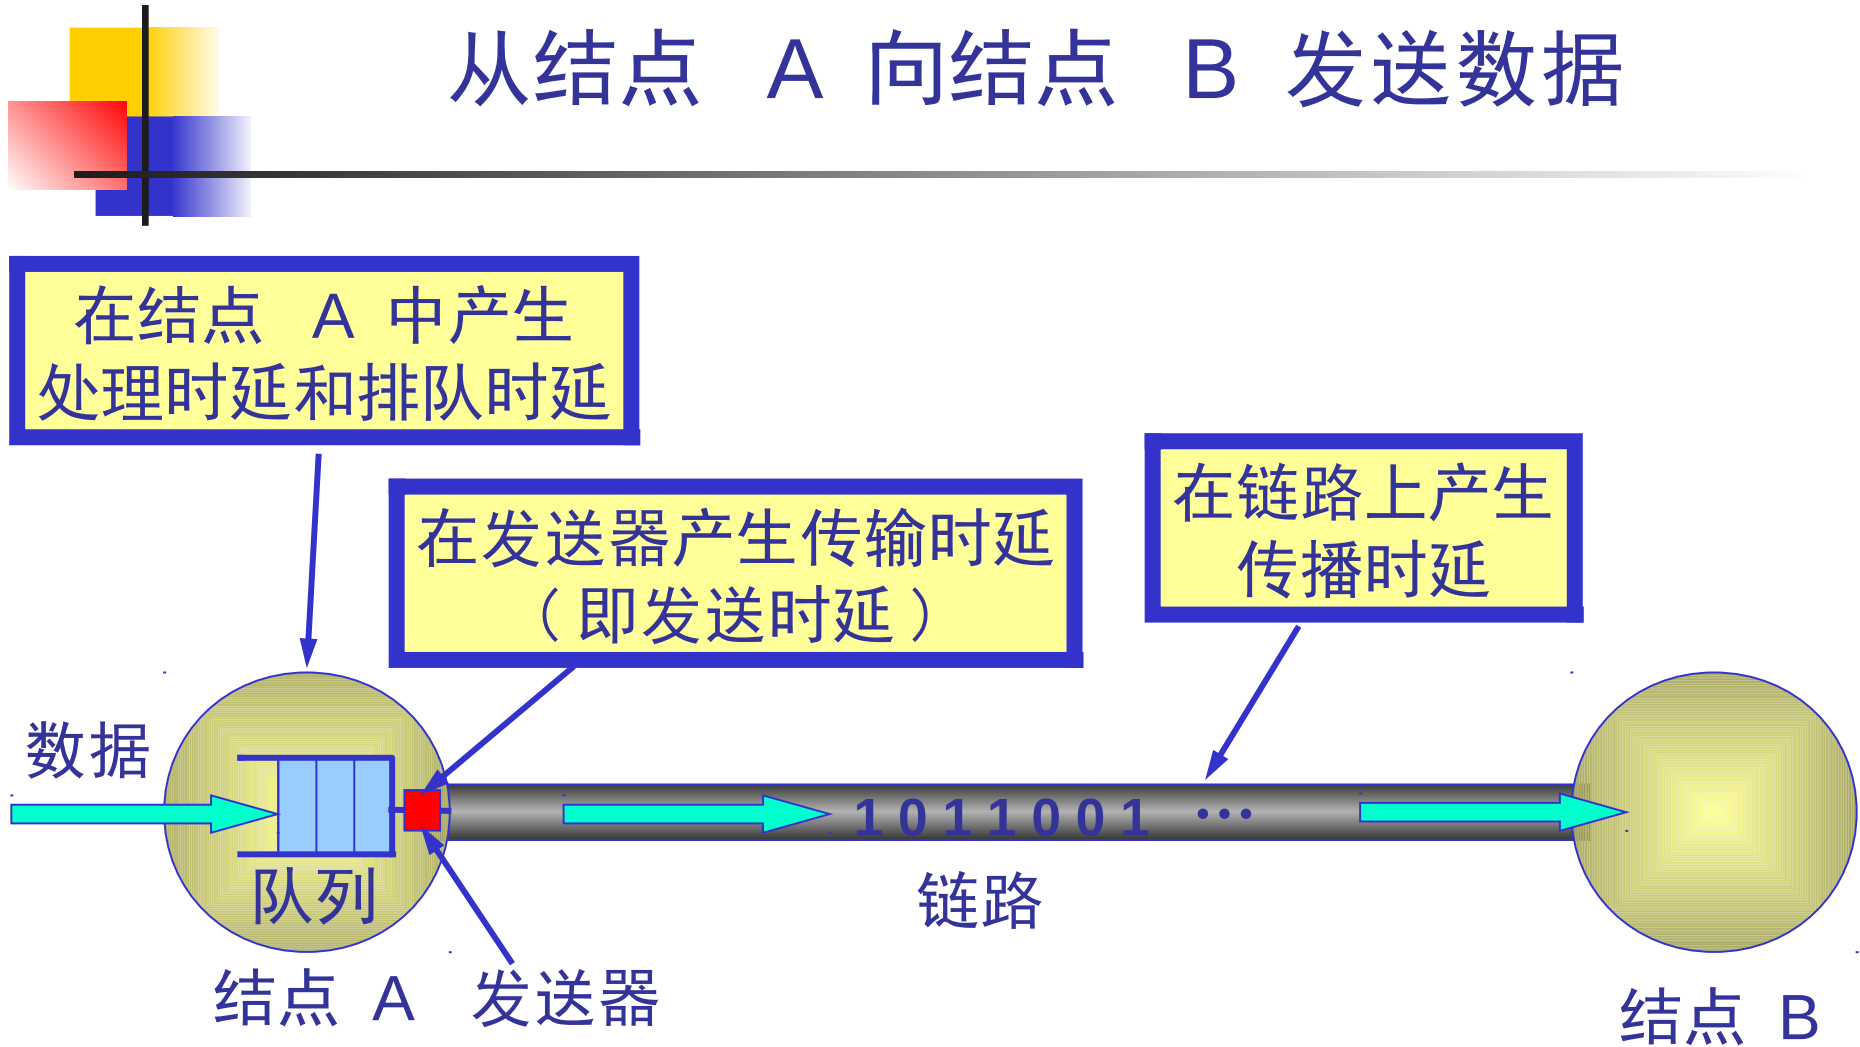 从结点 A 向结点 B 发送数据
在结点 A 中产生
处理时延和排队时延
在发送器产生传输时延
（即发送时延）
在链路上产生
传播时延
数据
1 0 1 1 0 0 1 …
队列
链路
结点 A
发送器
结点 B